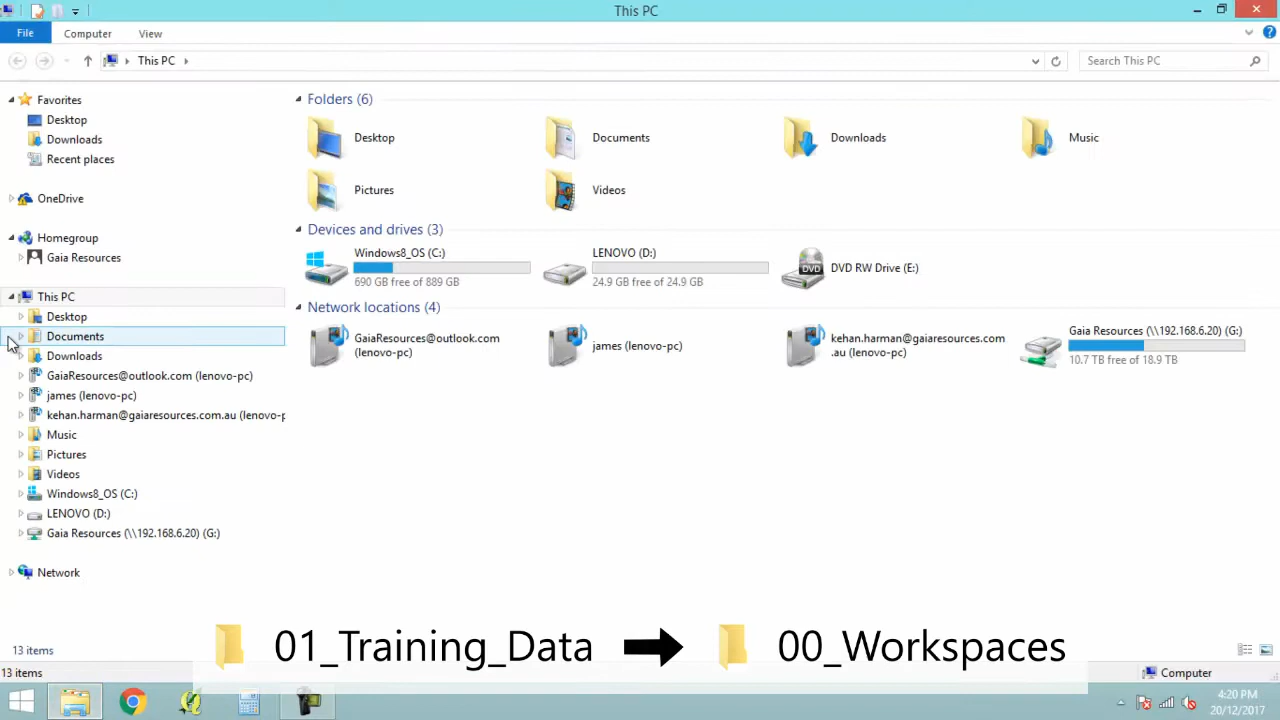 This PC
File
Computer
View
This PC
Search This PC
Favorites
Desktop
Downloads
Recent places
OneDrive
Homegroup
Gaia Resources
This PC
Desktop
Documents
Downloads
GaiaResources@outlook.com (lenovo-pc)
james (lenovo-pc)
kehan.harman@gaiaresources.com.au (lenovo-p
Music
Pictures
Videos
Windows8_OS (C:)
LENOVO (D:)
Gaia Resources (\\192.168.6.20) (G:)
Network
Folders (6)
Desktop
Documents
Downloads
Music
Pictures
Videos
Devices and drives (3)
Windows8_OS (C:)
690 GB free of 889 GB
LENOVO (D:)
24.9 GB free of 24.9 GB
DVD
DVD RW Drive (E:)
Network locations (4)
GaiaResources@outlook.com
(lenovo-pc)
james (lenovo-pc)
kehan.harman@gaiaresources.com
.au (lenovo-pc)
Gaia Resources (\\192.168.6.20) (G:)
10.7 TB free of 18.9 TB
01_Training_Data
00_Workspaces
13 items
13 items
Computer
4:20 PM
20/12/2017